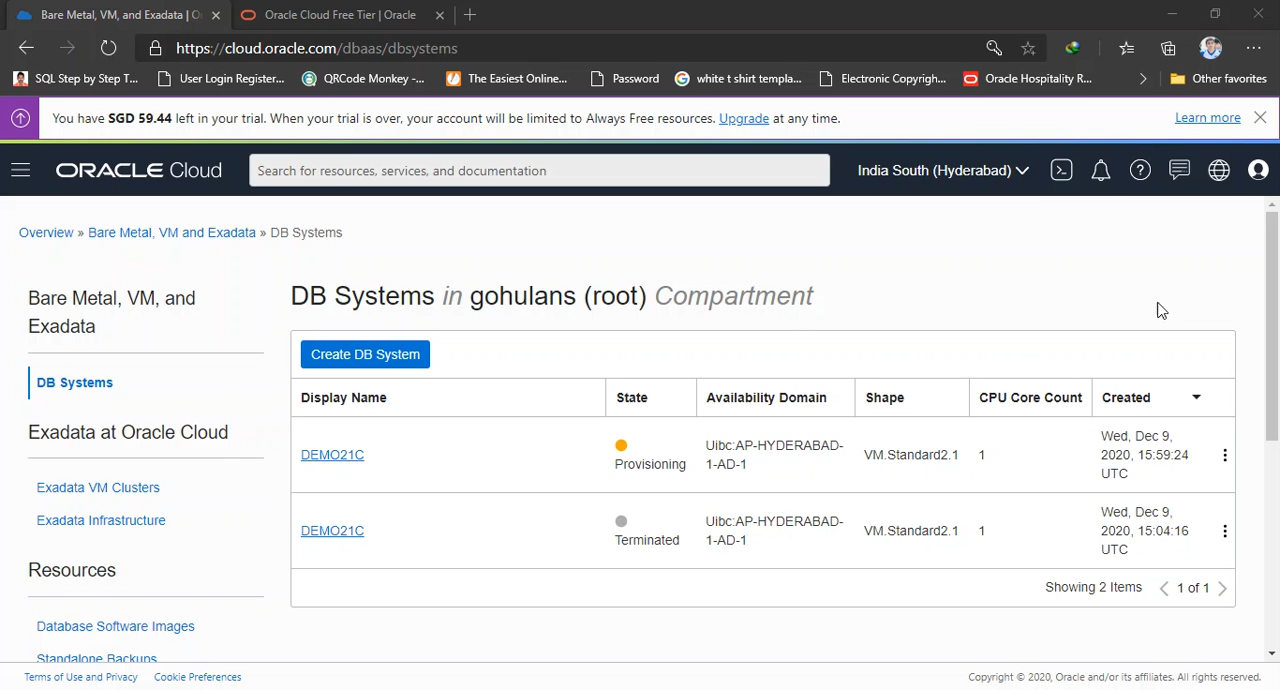 Bare Metal, VM, and Exadata | O
Oracle Cloud Free Tier | Oracle
https://cloud.oracle.com/dbaas/dbsystems
SQL Step by Step T...
User Login Register...
QRCode Monkey -...
The Easiest Online...
Password
white t shirt templa...
Electronic Copyrigh...
Oracle Hospitality R...
Other favorites
You have SGD 59.44 left in your trial. When your trial is over, your account will be limited to Always Free resources. Upgrade at any time.
Learn more
ORACLE Cloud
Search for resources, services, and documentation
India South (Hyderabad)
Overview » Bare Metal, VM and Exadata » DB Systems
Bare Metal, VM, and
Exadata
DB Systems
Exadata at Oracle Cloud
Exadata VM Clusters
Exadata Infrastructure
Resources
Database Software Images
Standalone Backups
DB Systems in gohulans (root) Compartment
Create DB System
Display Name
State
Availability Domain
Shape
CPU Core Count
Created
DEMO21C
Provisioning
Uibc:AP-HYDERABAD-
1-AD-1
VM.Standard2.1
1
Wed, Dec 9,
2020, 15:59:24
UTC
DEMO21C
Terminated
Uibc:AP-HYDERABAD-
1-AD-1
VM.Standard2.1
1
Wed, Dec 9,
2020, 15:04:16
UTC
Showing 2 Items
1 of 1
Terms of Use and Privacy
Cookie Preferences
Copyright © 2020, Oracle and/or its affiliates. All rights reserved.